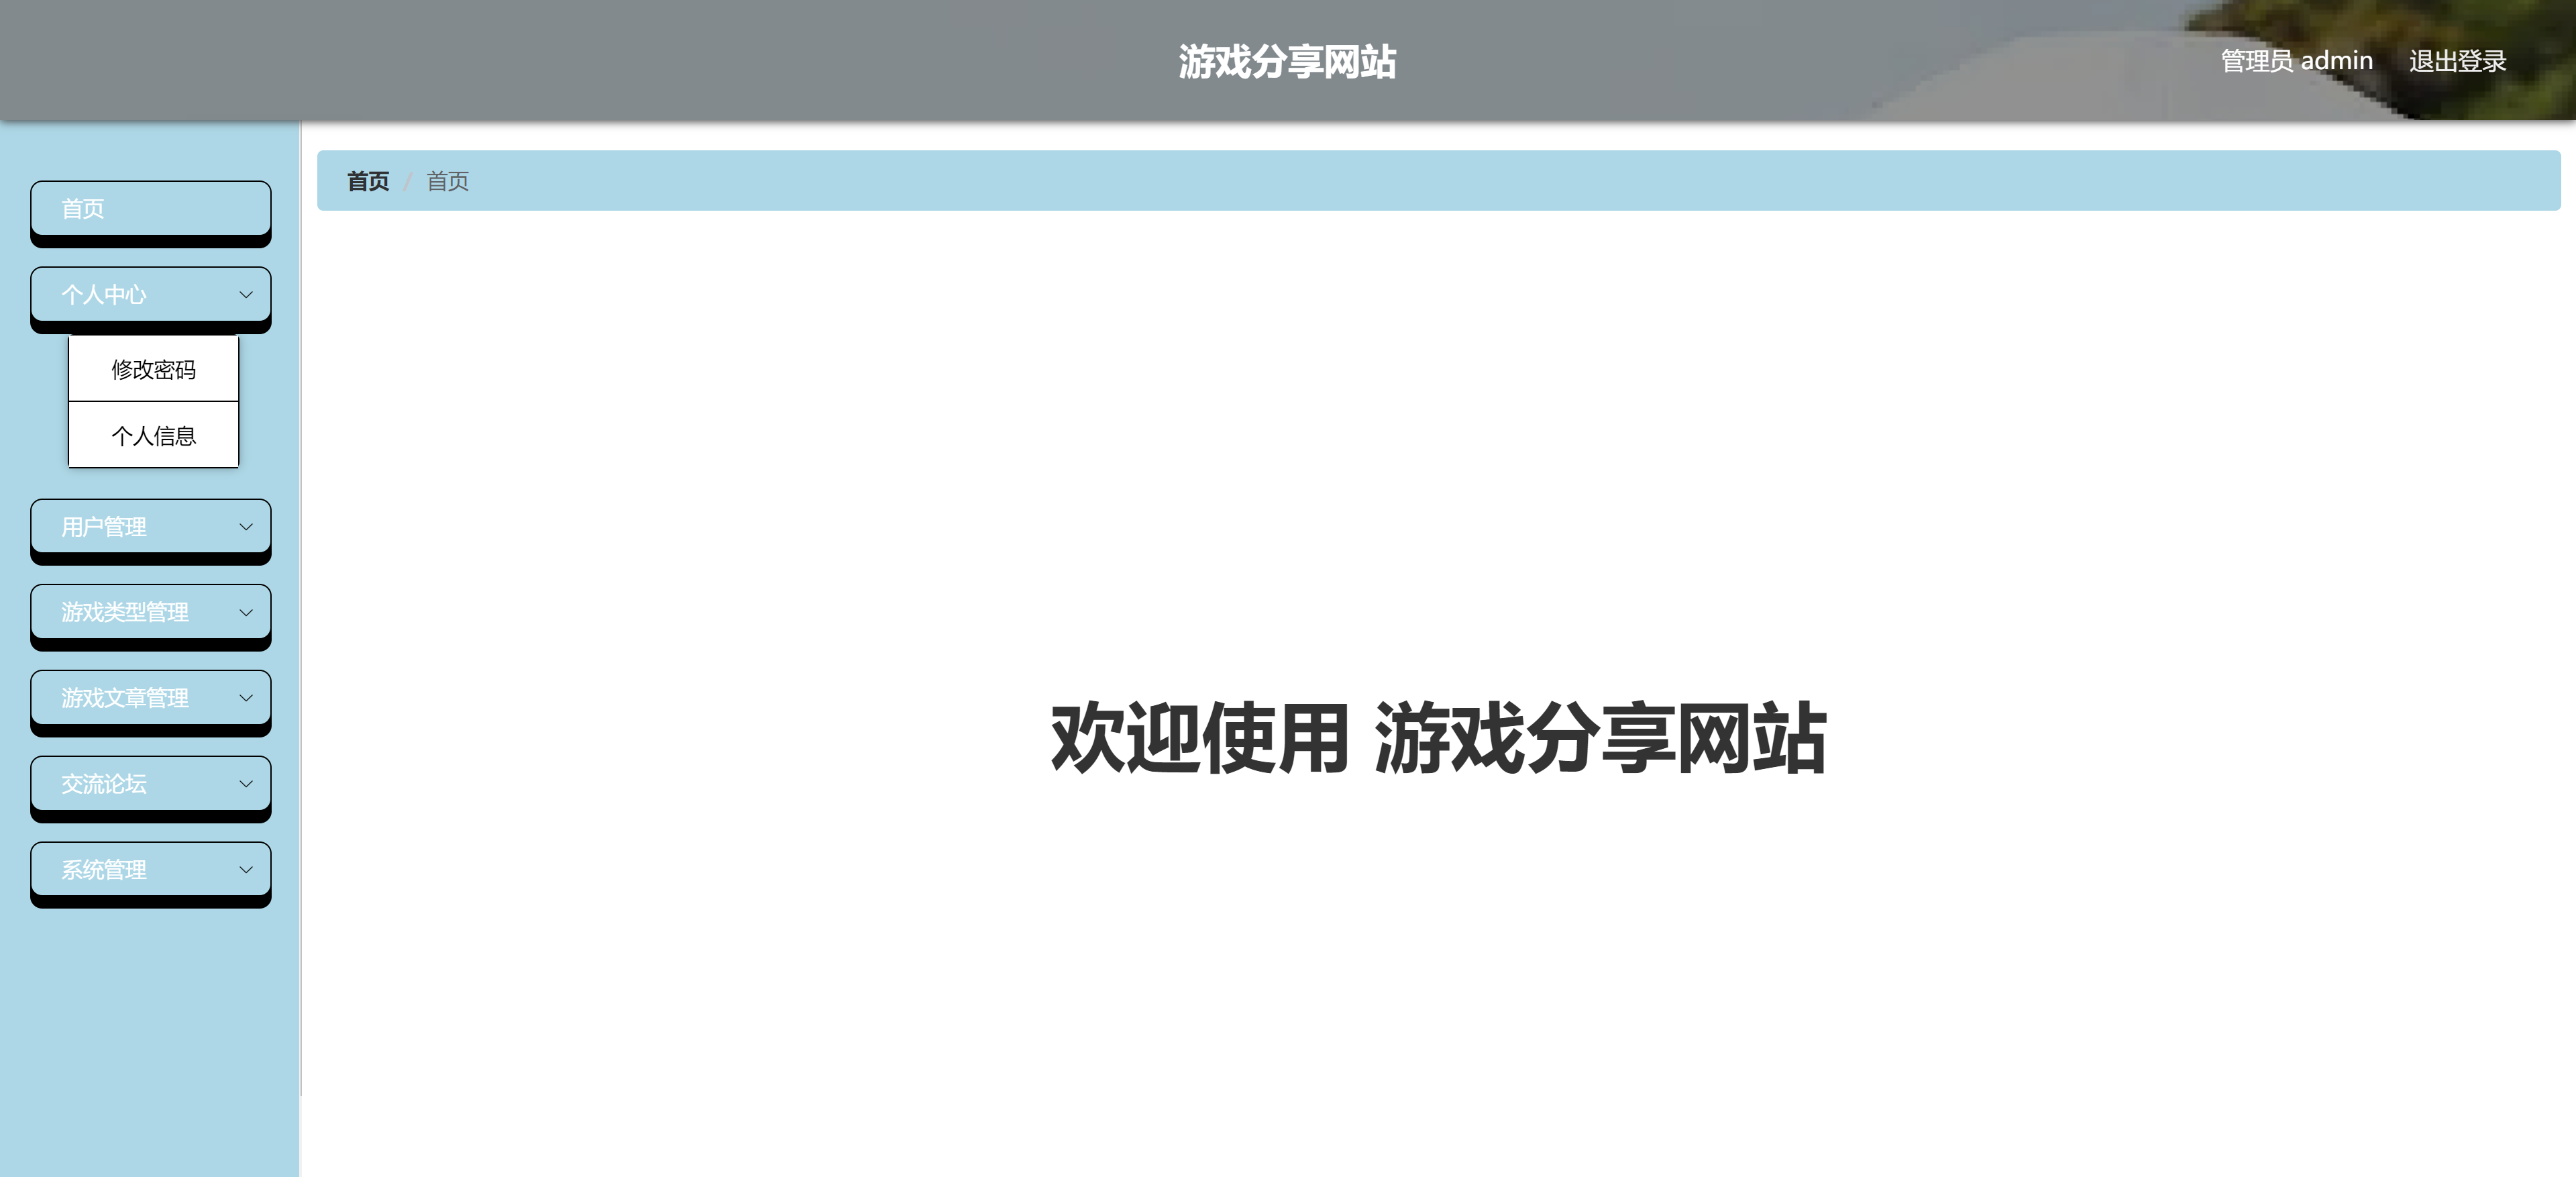 游戏分享网站
管理员 admin 退出登录
首页 / 首页
首页
个人中心
修改密码
个人信息
用户管理
游戏类型管理
游戏文章管理
交流论坛
系统管理
欢迎使用 游戏分享网站